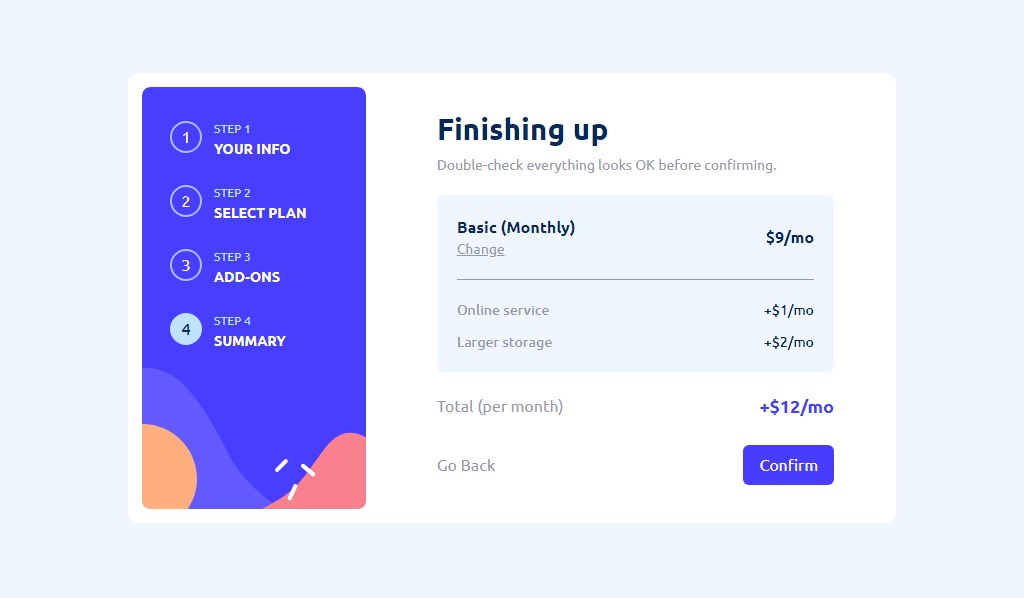 1
STEP 1
YOUR INFO
2
STEP 2
SELECT PLAN
3
STEP 3
ADD-ONS
4
STEP 4
SUMMARY
Finishing up
Double-check everything looks OK before confirming.
Basic (Monthly)
Change
$9/mo
Online service +$1/mo
Larger storage +$2/mo
Total (per month) +$12/mo
Go Back Confirm